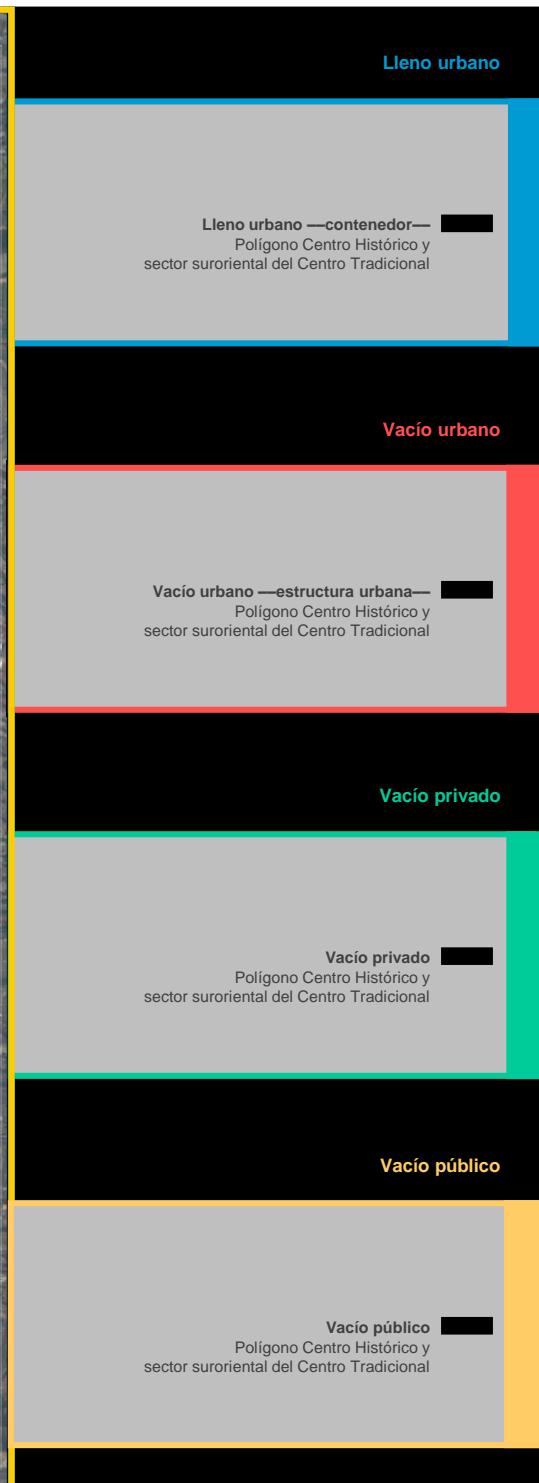 Lleno urbano
Lleno urbano —contenedor—
Polígono Centro Histórico y
sector suroriental del Centro Tradicional
Vacío urbano
Vacío urbano —estructura urbana—
Polígono Centro Histórico y
sector suroriental del Centro Tradicional
Vacío privado
Vacío privado
Polígono Centro Histórico y
sector suroriental del Centro Tradicional
Vacío público
Vacío público
Polígono Centro Histórico y
sector suroriental del Centro Tradicional